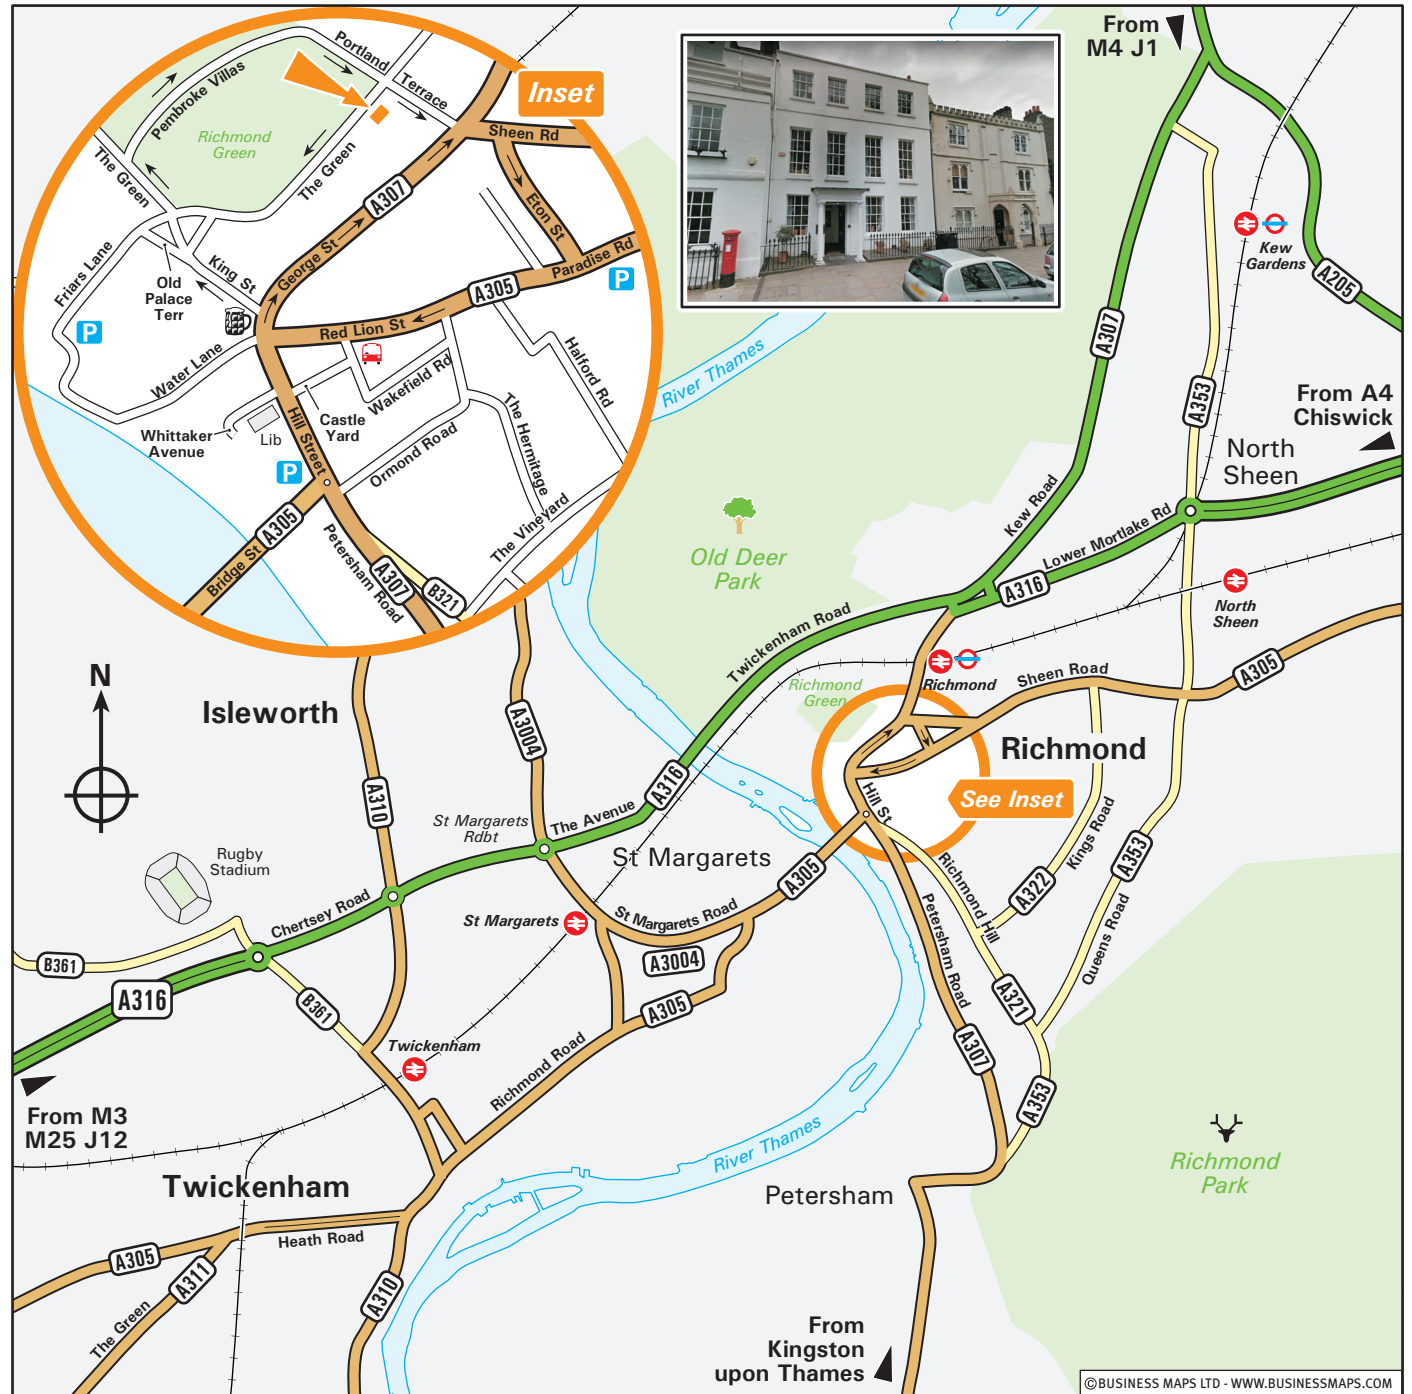 From
M4 J1
Inset
Portland
Terrace
Pembroke Villas
Richmond
Green
The Green
The Green
Sheen Rd
A307
Eton St
George St
Paradise Rd
A305
Red Lion St
King St
Friars Lane
Old
Palace
Terr
P
P
Water Lane
Wakefield Rd
Halford Rd
Castle
Yard
Whittaker
Avenue
Lib
Hill Street
P
Ormond Road
The Hermitage
The Vineyard
A305
Bridge St
Petersham Road
A307
B321
River Thames
Kew
Gardens
A205
A307
A353
From A4
Chiswick
North
Sheen
Kew Road
Lower Mortlake Rd
A316
Old Deer
Park
North
Sheen
Twickenham Road
Richmond
Sheen Road
A305
Richmond
Green
Richmond
See Inset
Hill St
N
Isleworth
A3004
A310
A316
The Avenue
St Margarets
Rdbt
St Margarets
A305
Rugby
Stadium
Chertsey Road
St Margarets
St Margarets Road
A3004
A305
B361
A316
B361
Twickenham
Richmond Road
Kings Road
A322
A353
Queens Road
Richmond Hill
A321
Petersham Road
A307
A353
From M3
M25 J12
Twickenham
River Thames
Petersham
Richmond
Park
Heath Road
A305
A311
The Green
A310
From
Kingston
upon Thames
©BUSINESS MAPS LTD - WWW.BUSINESSMAPS.COM